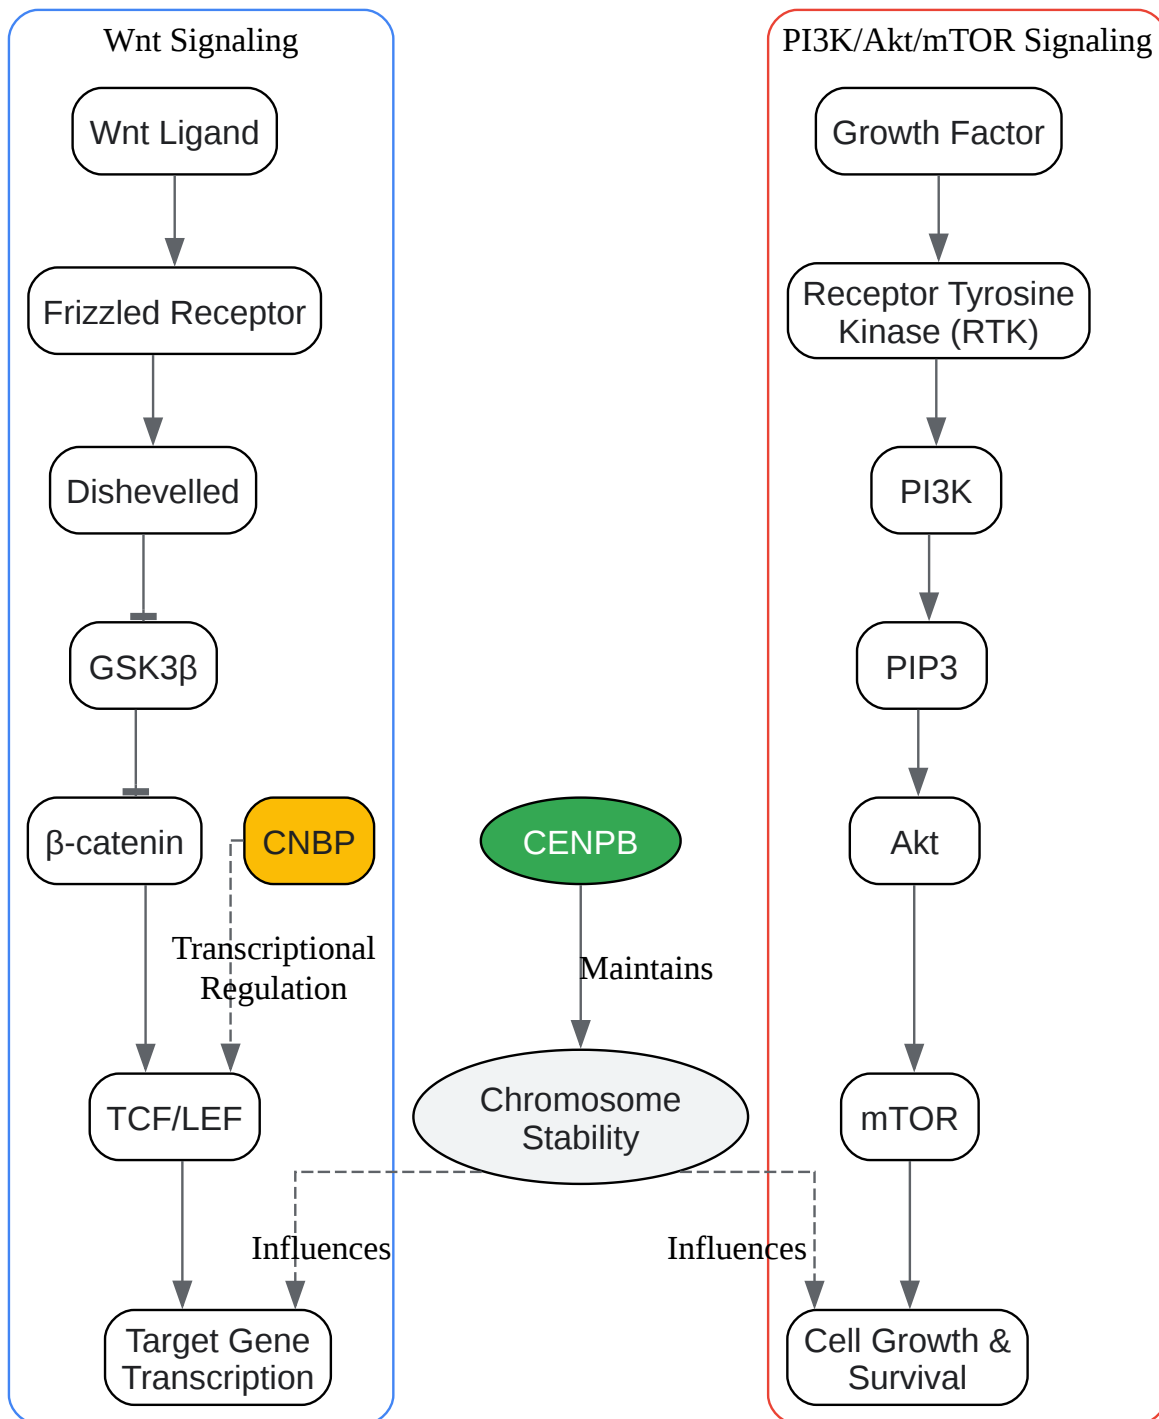 Wnt Signaling
Wnt Ligand
Frizzled Receptor
Dishevelled
GSK3β
β-catenin
CNBP
Transcriptional
Regulation
TCF/LEF
Influences
Target Gene
Transcription
CENPB
Maintains
Chromosome
Stability
Influences
PI3K/Akt/mTOR Signaling
Growth Factor
Receptor Tyrosine
Kinase (RTK)
PI3K
PIP3
Akt
mTOR
Cell Growth &
Survival